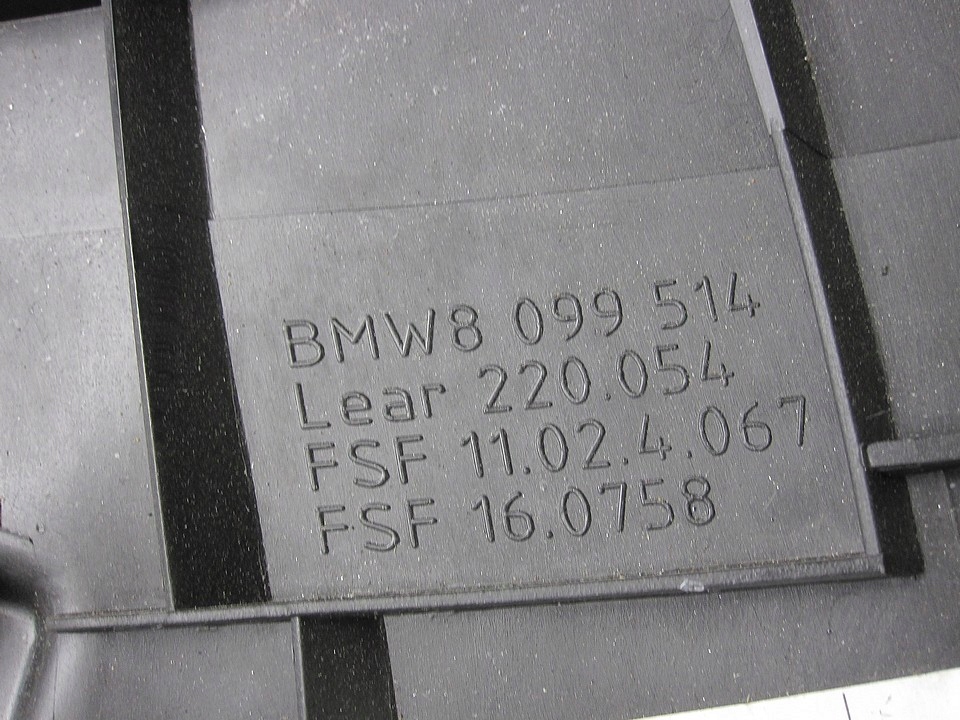 BMW8 099 514
Lear 220.054
FSF 11.02.4.067
FSF 16.0758